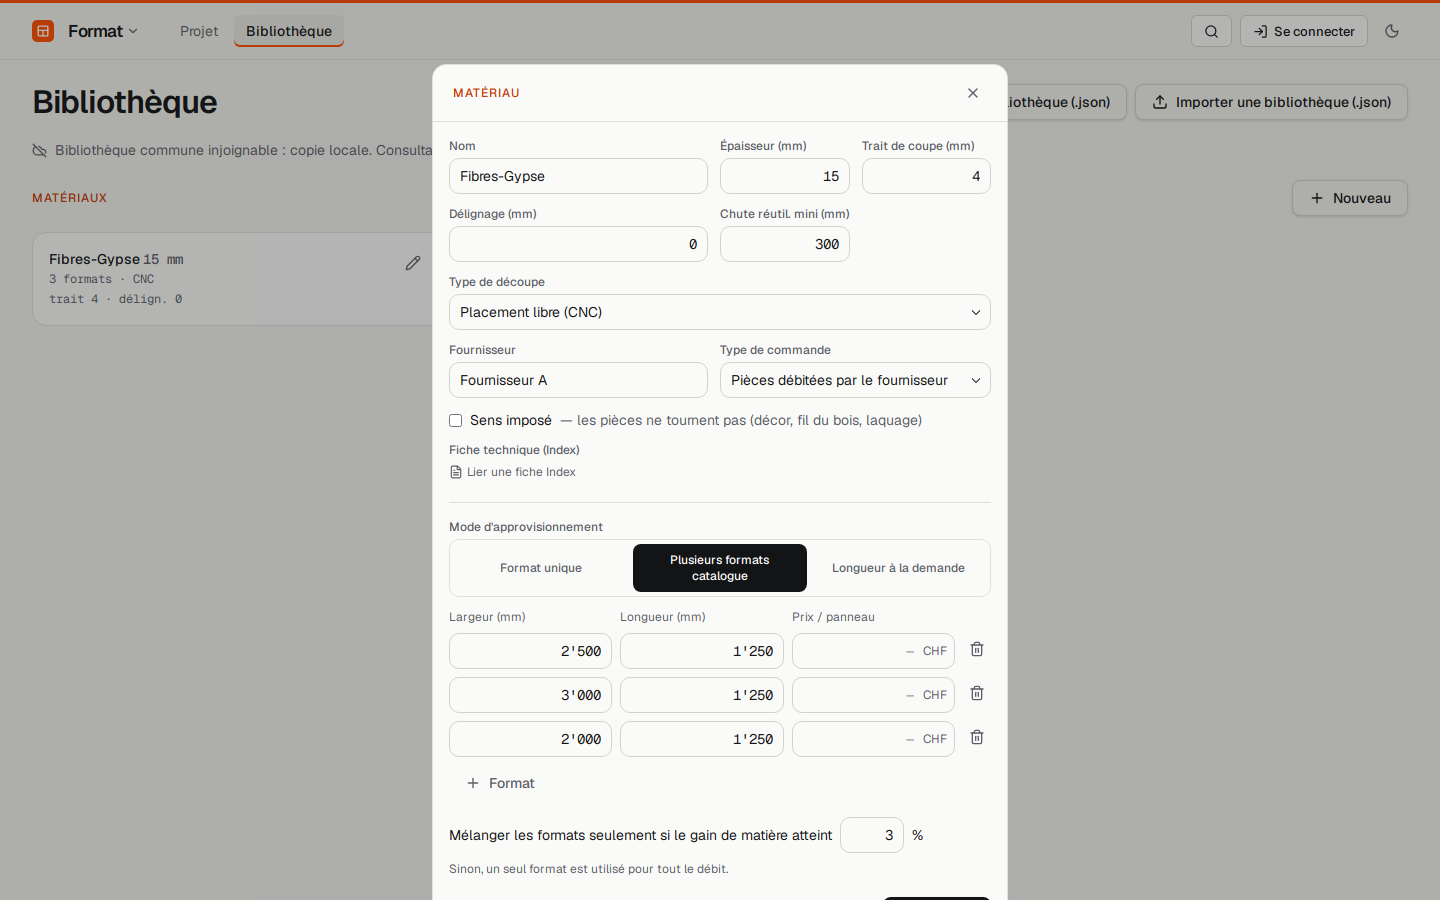 Format
Projet
Bibliothèque
Se connecter
Bibliothèque
liothèque (.json)
Importer une bibliothèque (.json)
Bibliothèque commune injoignable : copie locale. Consulta
MATÉRIAUX
Nouveau
Fibres-Gypse 15 mm
3 formats · CNC
trait 4 · délign. 0
MATÉRIAU
Nom
Épaisseur (mm)
Trait de coupe (mm)
Fibres-Gypse
15
4
Délignage (mm)
Chute réutil. mini (mm)
0
300
Type de découpe
Placement libre (CNC)
Fournisseur
Type de commande
Fournisseur A
Pièces débitées par le fournisseur
Sens imposé — les pièces ne tournent pas (décor, fil du bois, laquage)
Fiche technique (Index)
Lier une fiche Index
Mode d'approvisionnement
Format unique
Plusieurs formats
catalogue
Longueur à la demande
Largeur (mm)
Longueur (mm)
Prix / panneau
2'500
1'250
– CHF
3'000
1'250
– CHF
2'000
1'250
– CHF
Format
Mélanger les formats seulement si le gain de matière atteint 3 %
Sinon, un seul format est utilisé pour tout le débit.